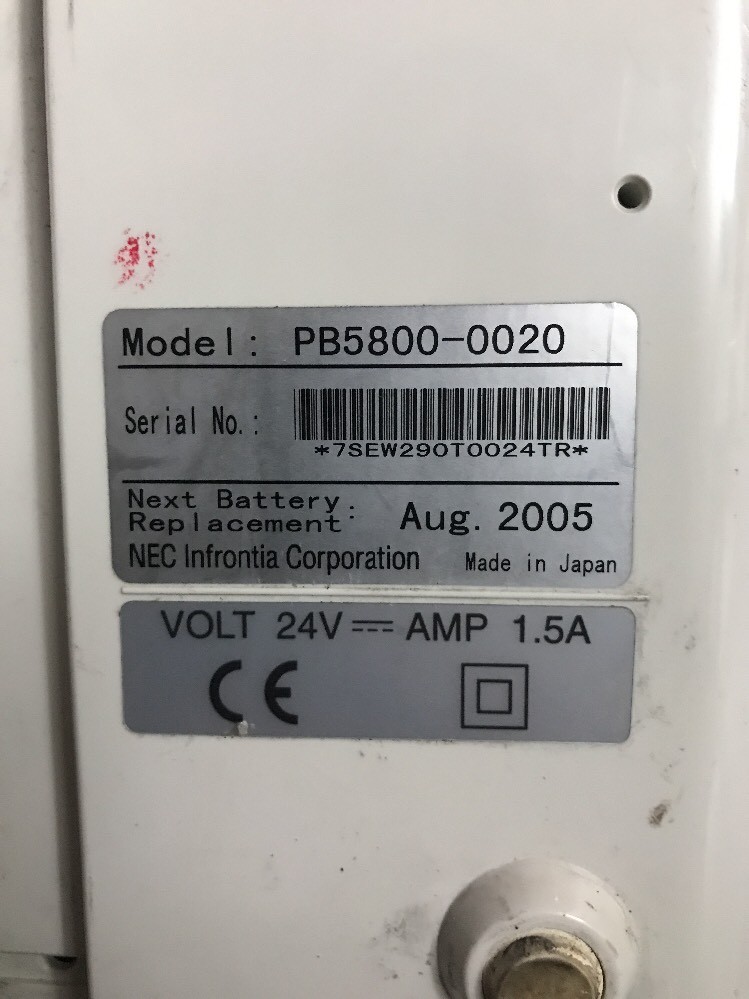 Model: PB5800-0020
Serial No.:
*7SEW290T0024TR*
Next Battery
Replacement: Aug. 2005
NEC Infrontia Corporation Made in Japan
VOLT 24V⎓ AMP 1.5A
CE